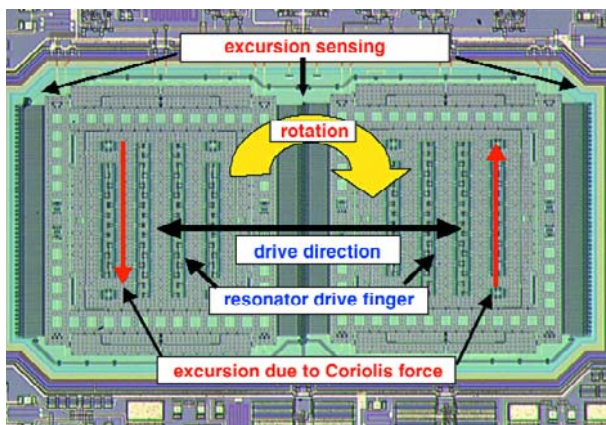 excursion sensing
rotation
drive direction
resonator drive finger
excursion due to Coriolis force